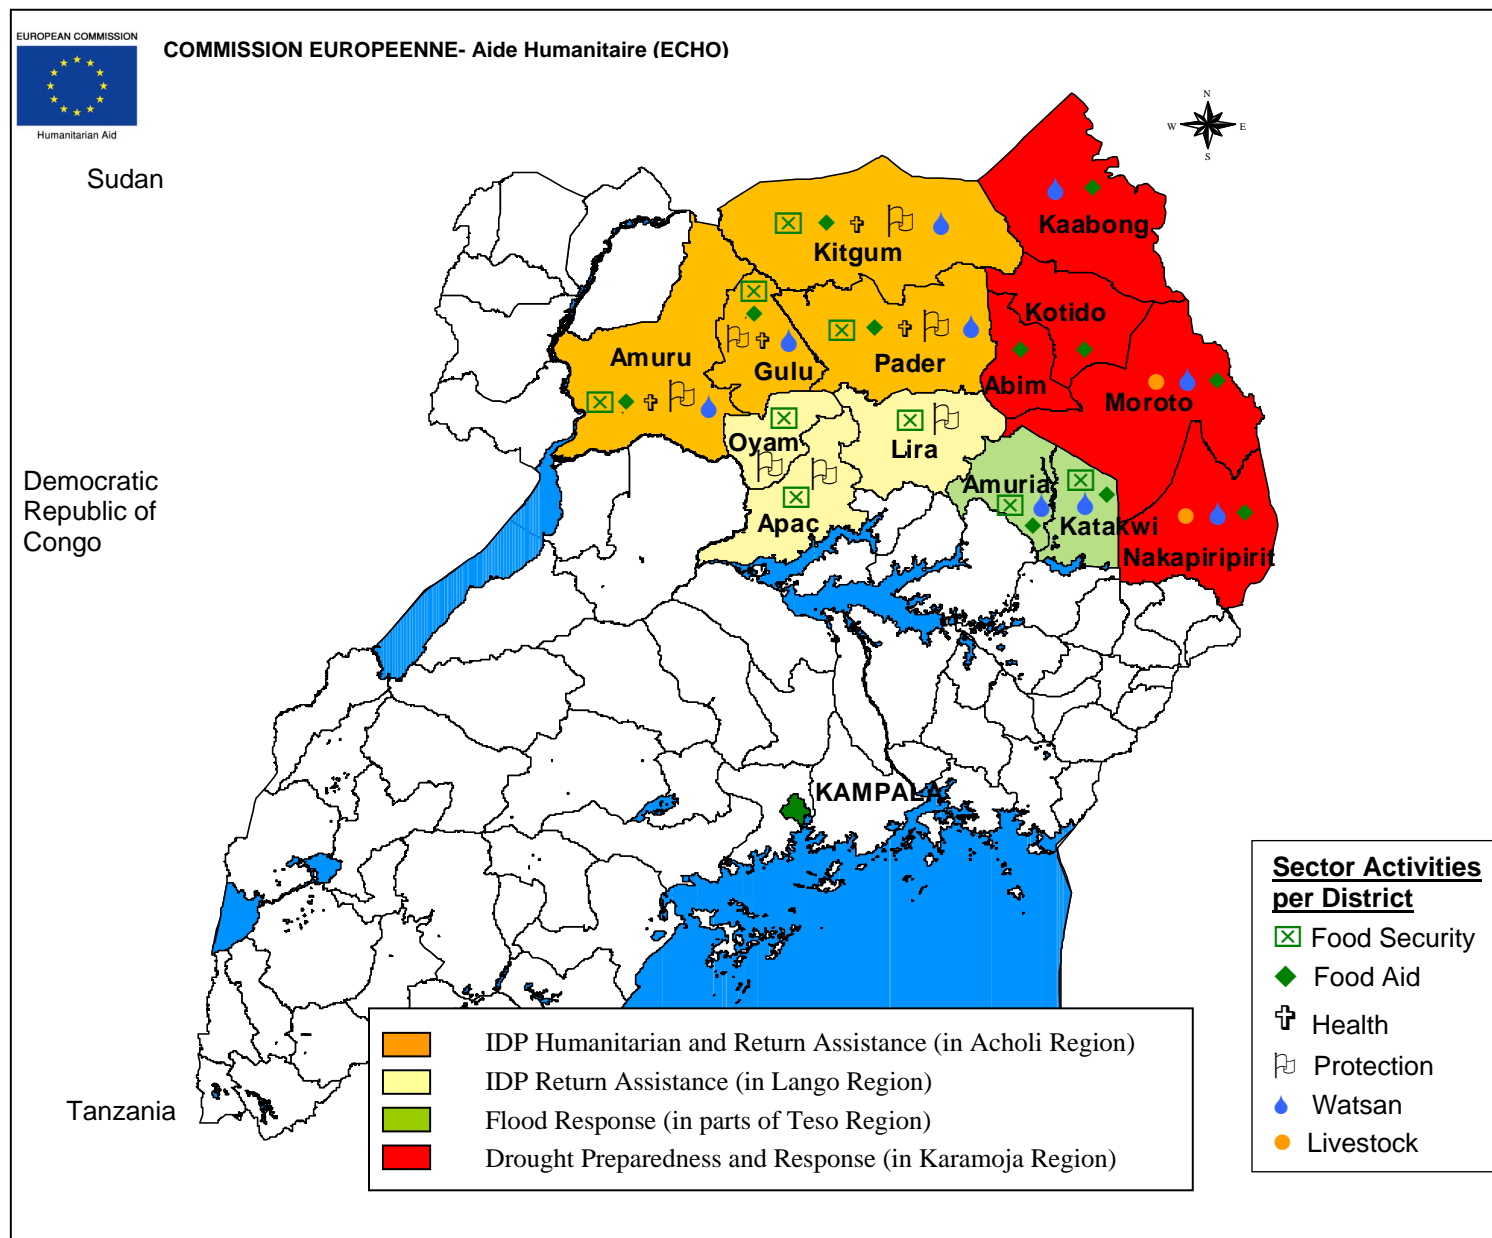 EUROPEAN COMMISSION
Humanitarian Aid
COMMISSION EUROPEENNE- Aide Humanitaire (ECHO)
N
W
E
S
Sudan
Kaabong
Kitgum
Kotido
Amuru
Gulu
Pader
Abim
Moroto
Oyam
Lira
Democratic
Republic of
Congo
Amuria
Apac
Katakwi
Nakapiripirit
KAMPALA
Tanzania
Sector Activities
per District
Food Security
Food Aid
Health
Protection
Watsan
Livestock
IDP Humanitarian and Return Assistance (in Acholi Region)
IDP Return Assistance (in Lango Region)
Flood Response (in parts of Teso Region)
Drought Preparedness and Response (in Karamoja Region)